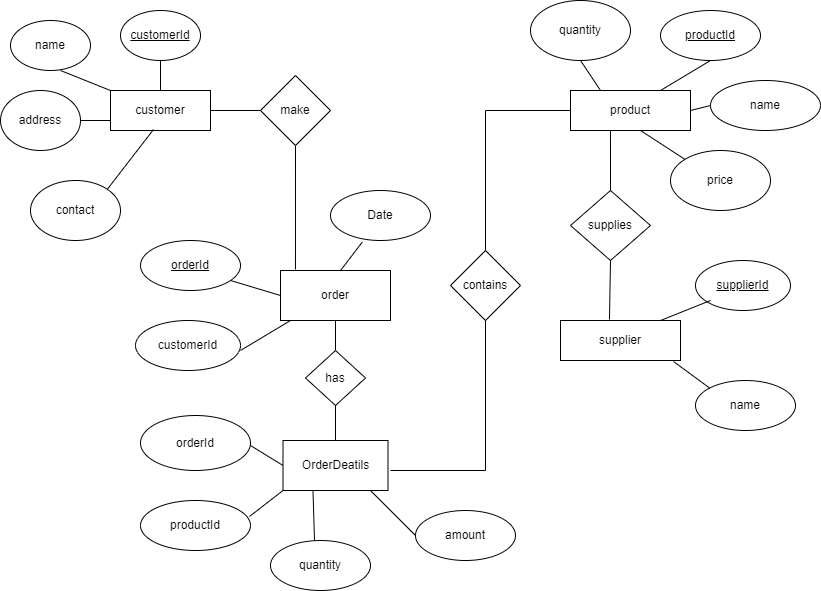 quantity
customerId
productId
name
name
customer
make
product
address
price
contact
Date
supplies
orderId
supplierId
contains
order
supplier
customerId
has
name
orderId
OrderDeatils
productId
amount
quantity